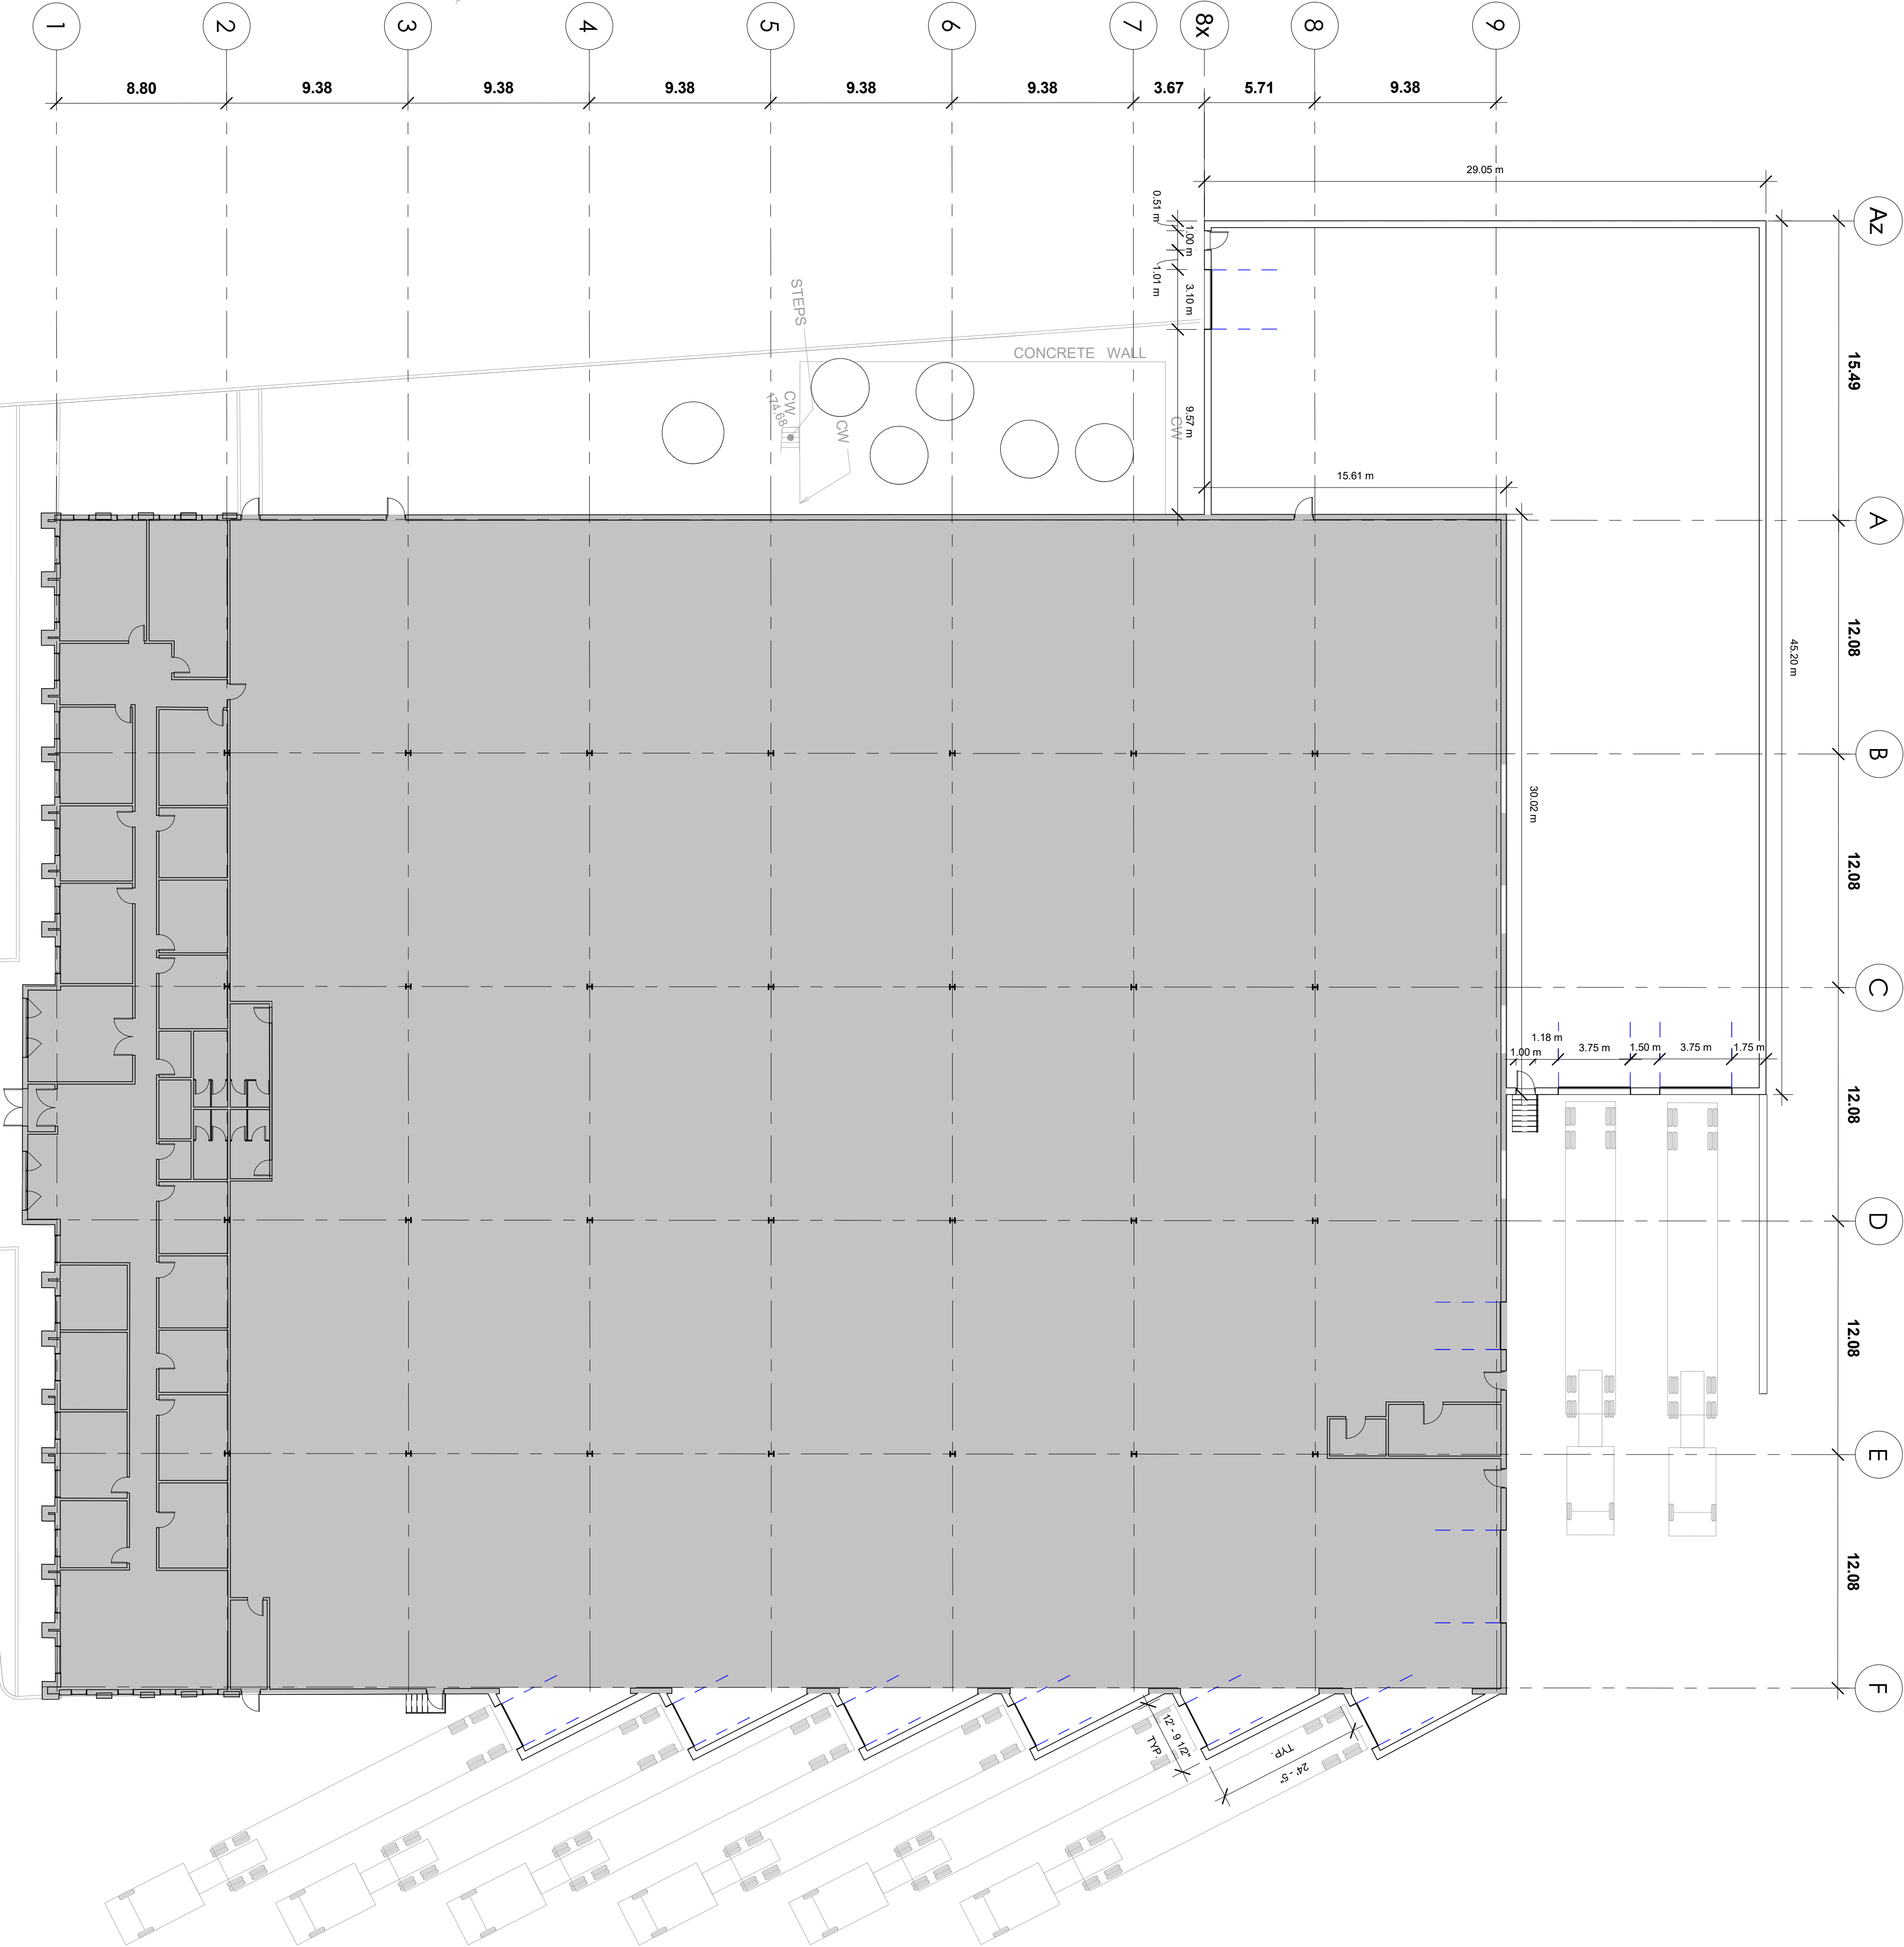 1
2
3
4
5
6
7
8x
8
9
8.80
9.38
9.38
9.38
9.38
9.38
3.67
5.71
9.38
29.05 m
Az
15.49
A
12.08
B
12.08
C
12.08
D
12.08
E
12.08
F
45.20 m
0.51 m
1.00 m
1.01 m
3.10 m
9.57 m
15.61 m
30.02 m
STEPS
CONCRETE WALL
CW
174.68
CW
CW
1.00 m
1.18 m
3.75 m
1.50 m
3.75 m
1.75 m
12' - 9 1/2"
TYP.
TYP.
24' - 5"